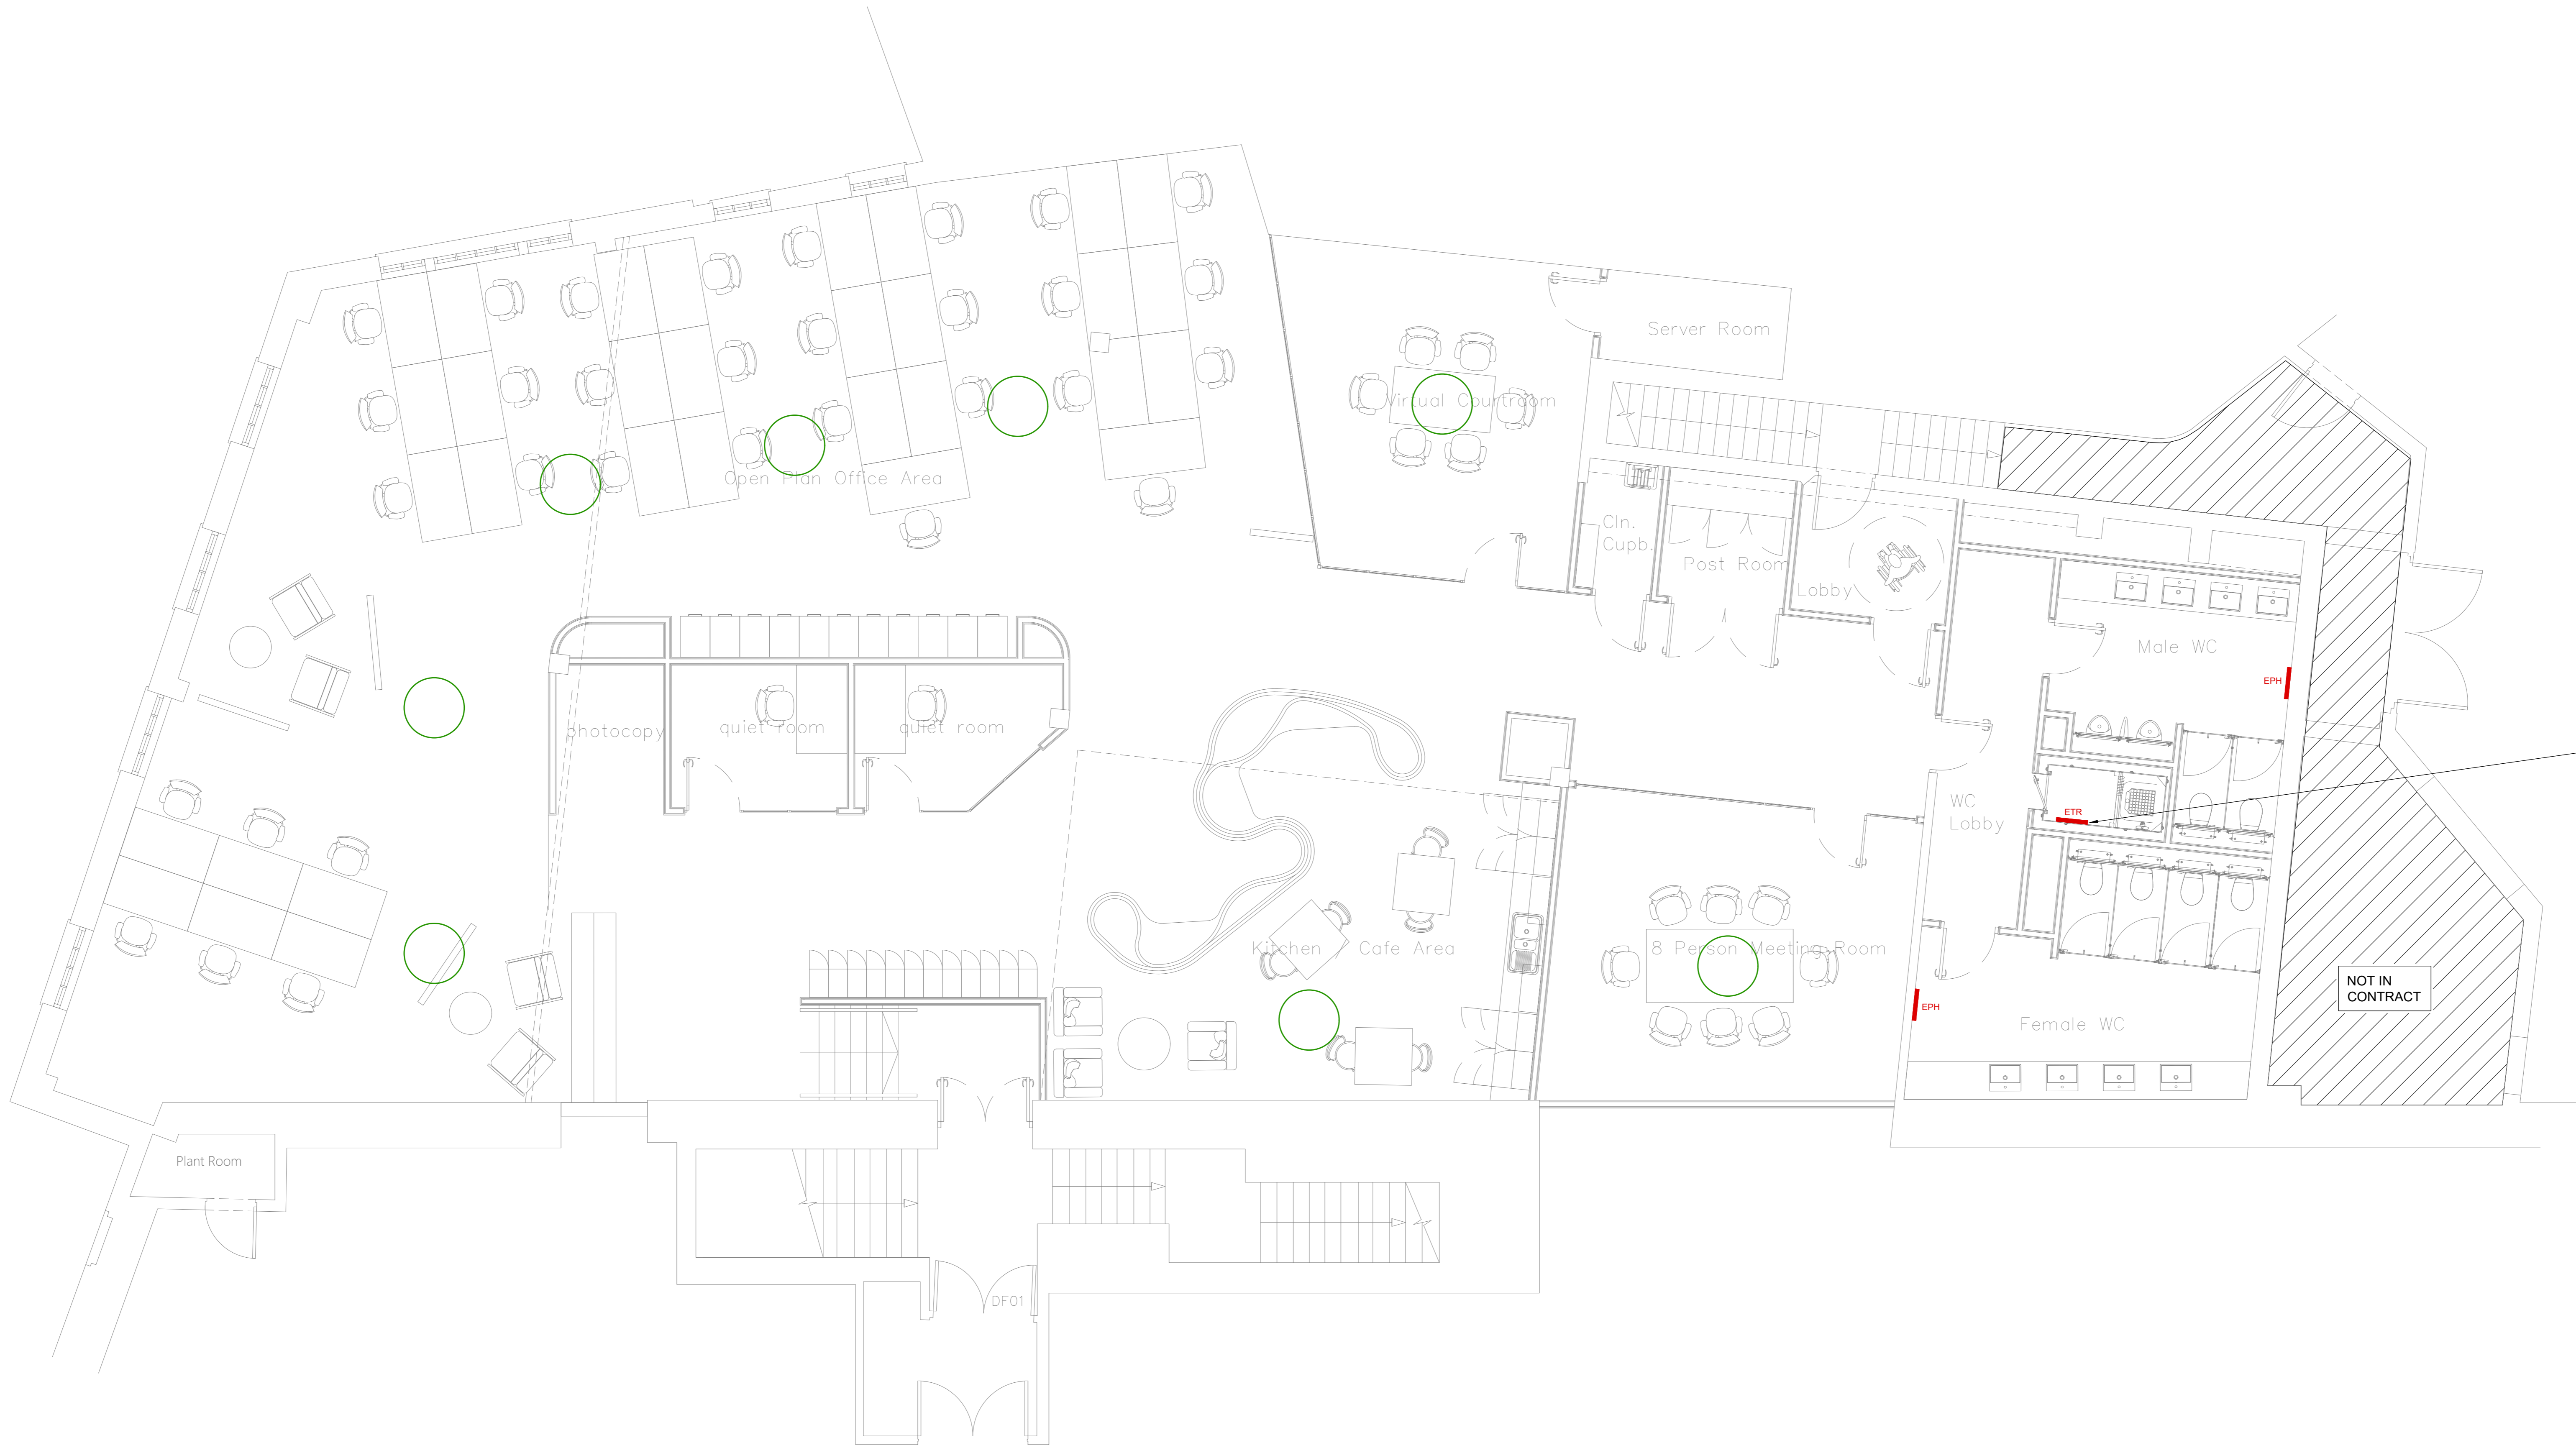 Server Room
Virtual Courtroom
Open Plan Office Area
Cln.
Cupb.
Post Room
Lobby
Male WC
EPH
photocopy
quiet room
quiet room
WC
Lobby
ETR
Kitchen / Cafe Area
8 Person Meeting Room
NOT IN
CONTRACT
EPH
Female WC
Plant Room
DF01